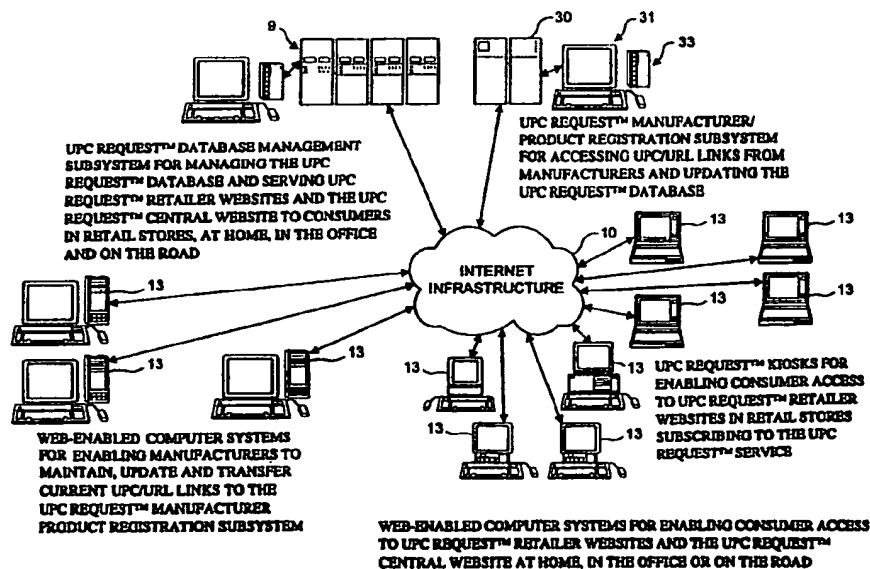 9
30
31
33
UPC REQUEST™ DATABASE MANAGEMENT
SUBSYSTEM FOR MANAGING THE UPC
REQUEST™ DATABASE AND SERVING UPC
REQUEST™ RETAILER WEBSITES AND THE UPC
REQUEST™ CENTRAL WEBSITE TO CONSUMERS
IN RETAIL STORES, AT HOME, IN THE OFFICE
AND ON THE ROAD
UPC REQUEST™ MANUFACTURER/
PRODUCT REGISTRATION SUBSYSTEM
FOR ACCESSING UPC/URL LINKS FROM
MANUFACTURERS AND UPDATING THE
UPC REQUEST™ DATABASE
10
INTERNET
INFRASTRUCTURE
13
13
13
13
13
13
13
13
13
13
13
WEB-ENABLED COMPUTER SYSTEMS
FOR ENABLING MANUFACTURERS TO
MAINTAIN, UPDATE AND TRANSFER
CURRENT UPC/URL LINKS TO THE
UPC REQUEST™ MANUFACTURER
PRODUCT REGISTRATION SUBSYSTEM
UPC REQUEST™ KIOSKS FOR
ENABLING CONSUMER ACCESS
TO UPC REQUEST™ RETAILER
WEBSITES IN RETAIL STORES
SUBSCRIBING TO THE UPC
REQUEST™ SERVICE
WEB-ENABLED COMPUTER SYSTEMS FOR ENABLING CONSUMER ACCESS
TO UPC REQUEST™ RETAILER WEBSITES AND THE UPC REQUEST™
CENTRAL WEBSITE AT HOME, IN THE OFFICE OR ON THE ROAD